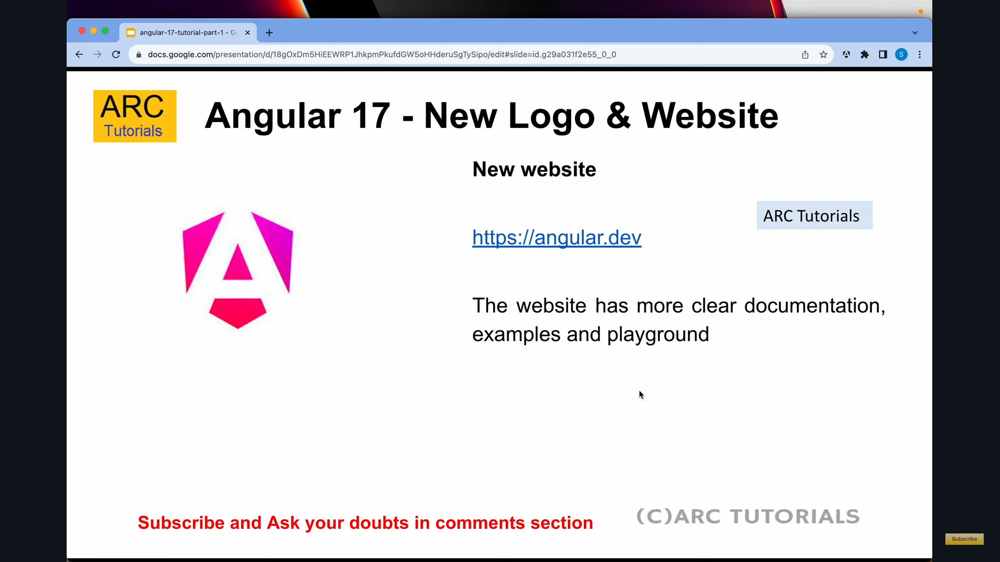 angular-17-tutorial-part-1 - G
docs.google.com/presentation/d/18gOxDm5HiEEWRP1JhkpmPkufdGW5oHHderuSgTySipo/edit#slide=id.g29a031f2e55_0_0
S
ARC
Tutorials
Angular 17 - New Logo & Website
New website
ARC Tutorials
https://angular.dev
The website has more clear documentation,
examples and playground
Subscribe and Ask your doubts in comments section
(C)ARC TUTORIALS
Subscribe